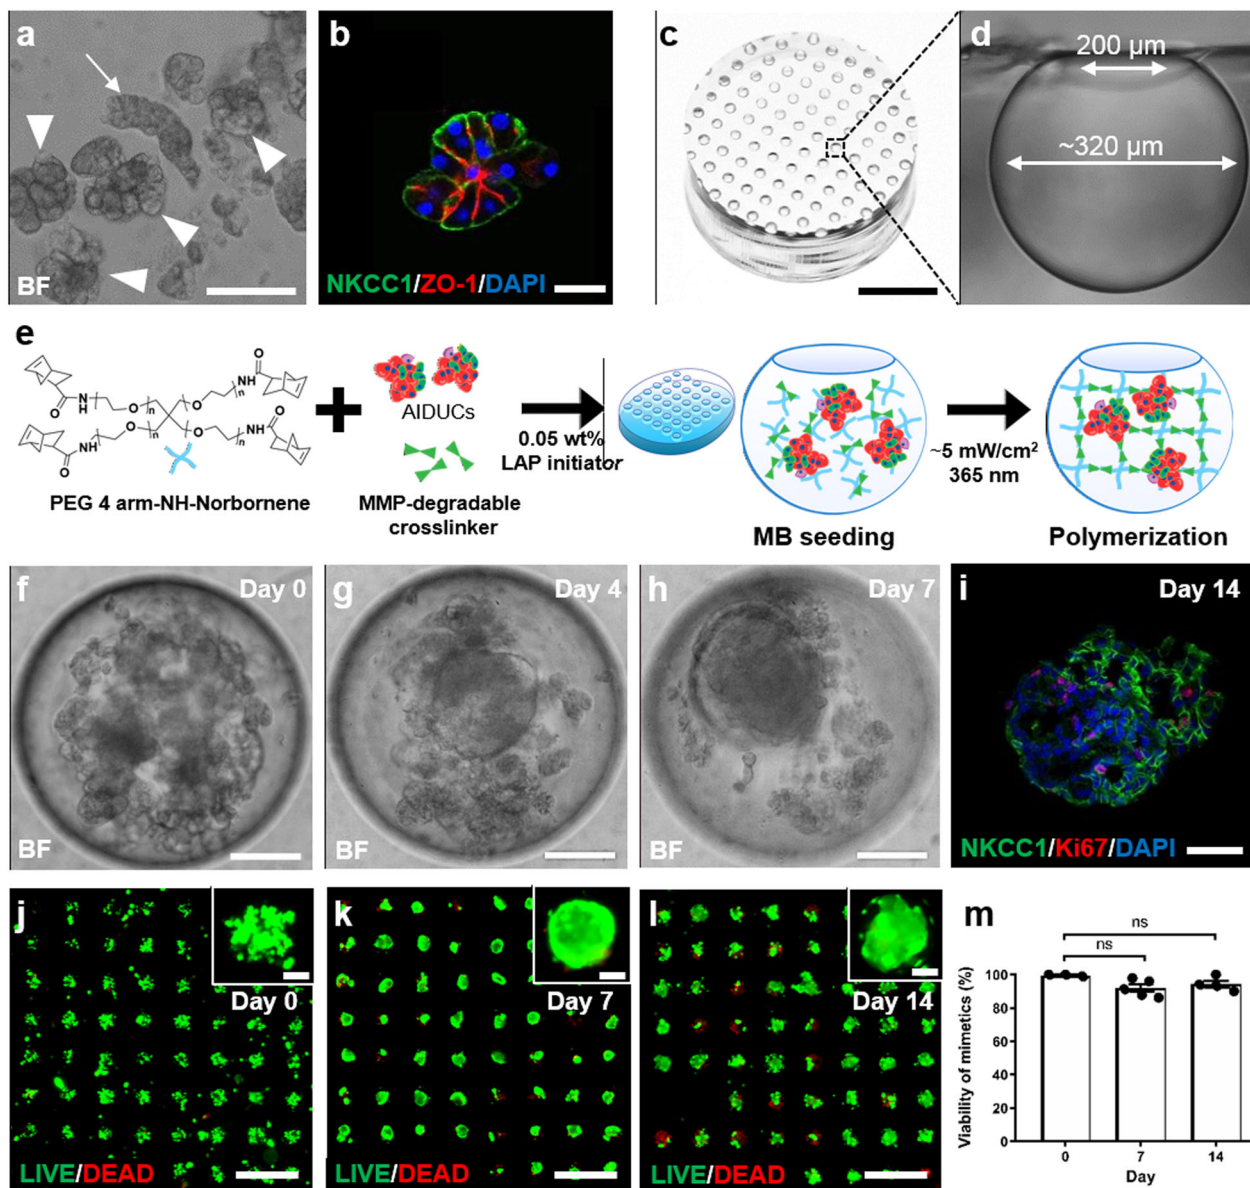 a
BF
b
NKCC1/ZO-1/DAPI
c
d
200 µm
~320 µm
e
O
NH
O
n
O
n
NH
O
O
N
H
O
n
O
n
NH
O
PEG 4 arm-NH-Norbornene
AIDUCs
MMP-degradable
crosslinker
0.05 wt%
LAP initiator
MB seeding
~5 mW/cm²
365 nm
Polymerization
f
Day 0
BF
g
Day 4
BF
h
Day 7
BF
i
Day 14
NKCC1/Ki67/DAPI
j
Day 0
LIVE/DEAD
k
Day 7
LIVE/DEAD
l
Day 14
LIVE/DEAD
m
ns
ns
Viability of mimetics (%)
100
80
60
40
20
0
0
7
14
Day